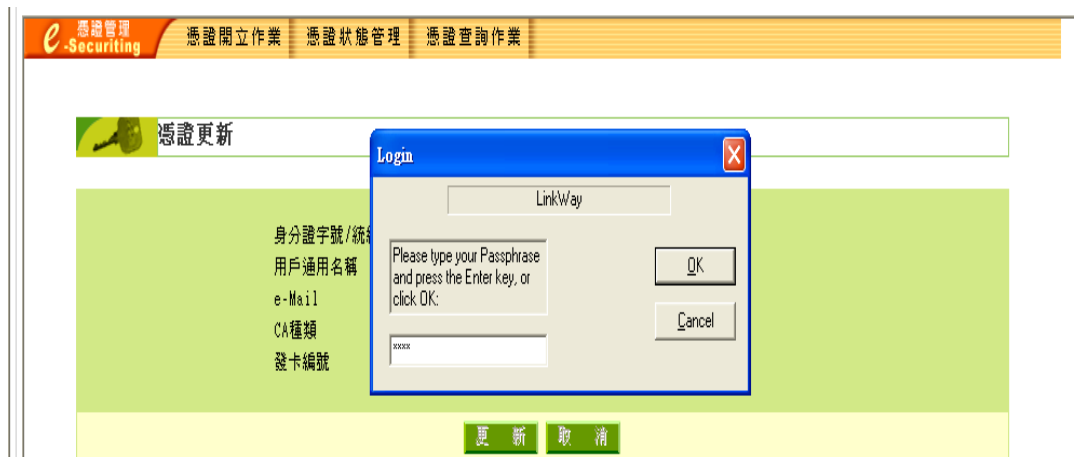 憑證管理
e-Securiting
憑證開立作業 憑證狀態管理 憑證查詢作業
憑證更新
Login
LinkWay
Please type your Passphrase
and press the Enter key, or
click OK:
OK
Cancel
xxxx
身分證字號/統
用戶通用名稱
e-Mail
CA種類
發卡編號
更 新 取 消